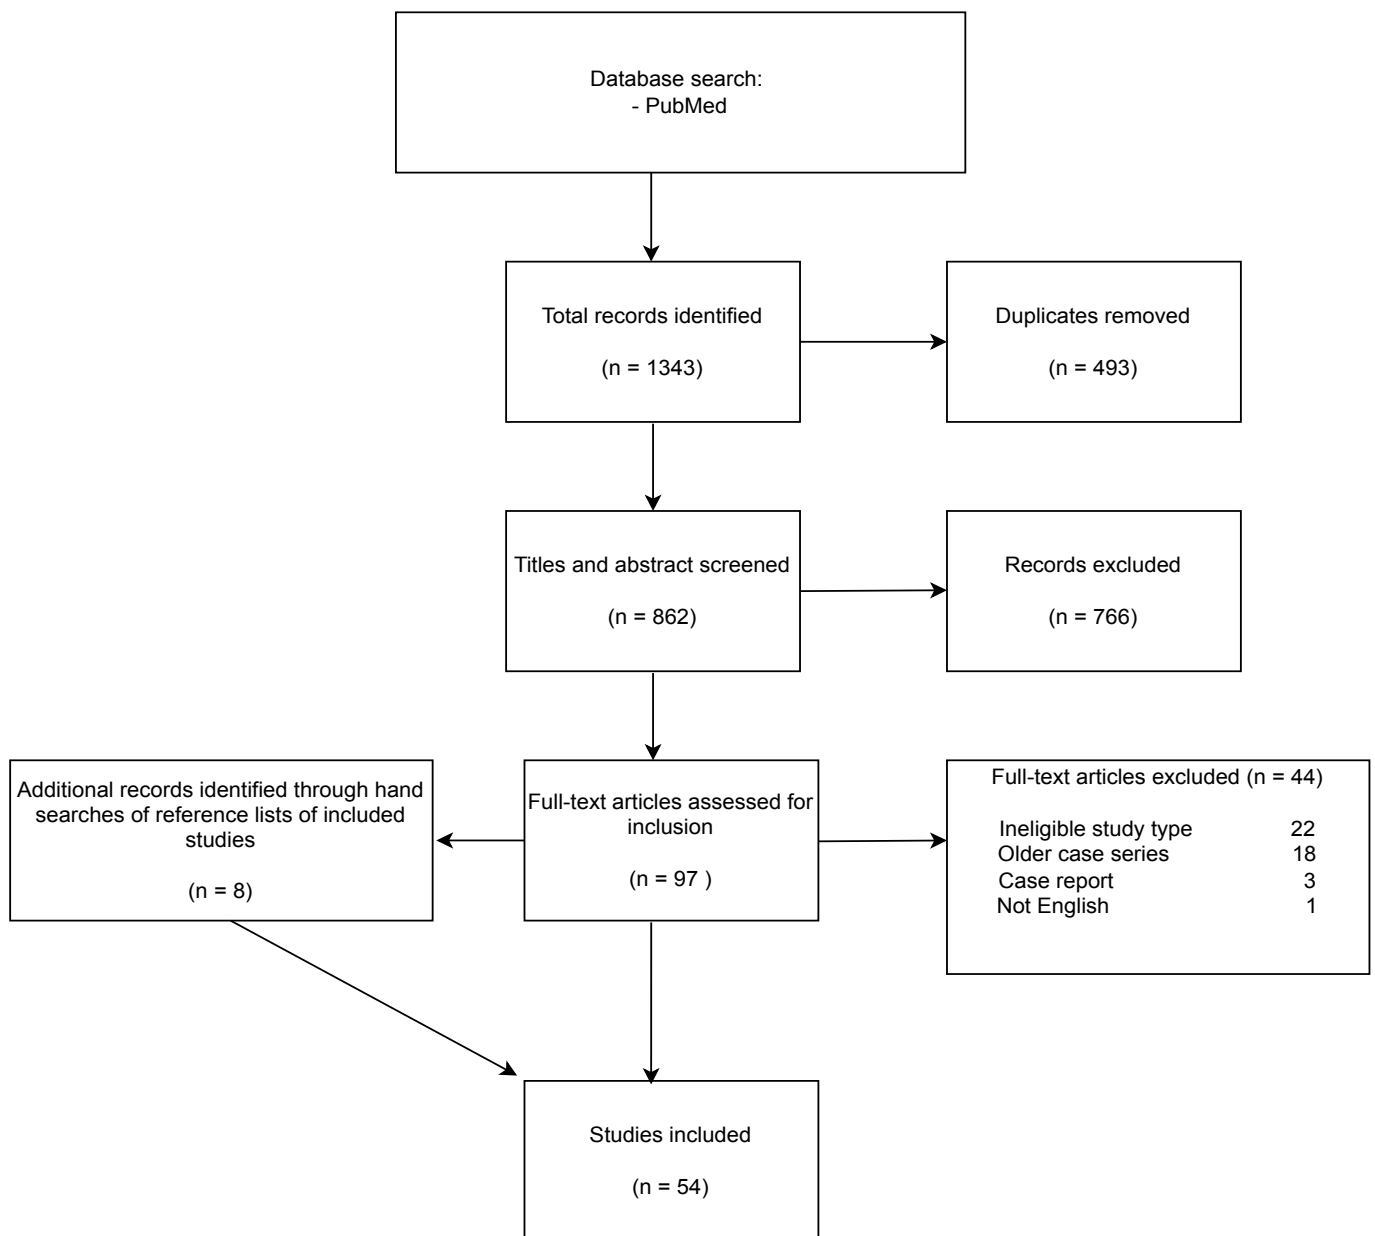 Database search:
- PubMed
Total records identified
(n = 1343)
Duplicates removed
(n = 493)
Titles and abstract screened
(n = 862)
Records excluded
(n = 766)
Additional records identified through hand
searches of reference lists of included
studies
(n = 8)
Full-text articles assessed for
inclusion
(n = 97 )
Full-text articles excluded (n = 44)
Ineligible study type 22
Older case series 18
Case report 3
Not English 1
Studies included
(n = 54)